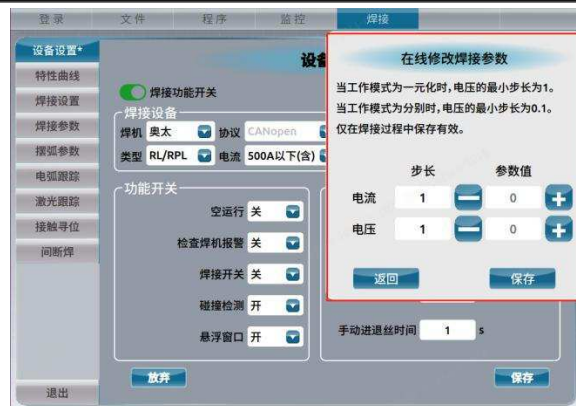 登录 文件 程序 监控 焊接
设备设置*
特性曲线
焊接设置
焊接参数
摆弧参数
电弧跟踪
激光跟踪
接触寻位
间断焊
退出
设备
焊接功能开关
焊接设备
焊机 奥太 协议 CANopen
类型 RL/RPL 电流 500A以下(含)
功能开关
空运行 关
检查焊机报警 关
焊接开关 关
碰撞检测 开
悬浮窗口 开
手动进退丝时间 1 s
放弃 保存
在线修改焊接参数
当工作模式为一元化时,电压的最小步长为1。
当工作模式为分别时,电压的最小步长为0.1。
仅在焊接过程中保存有效。
步长 参数值
电流 1 0
电压 1 0
返回 保存